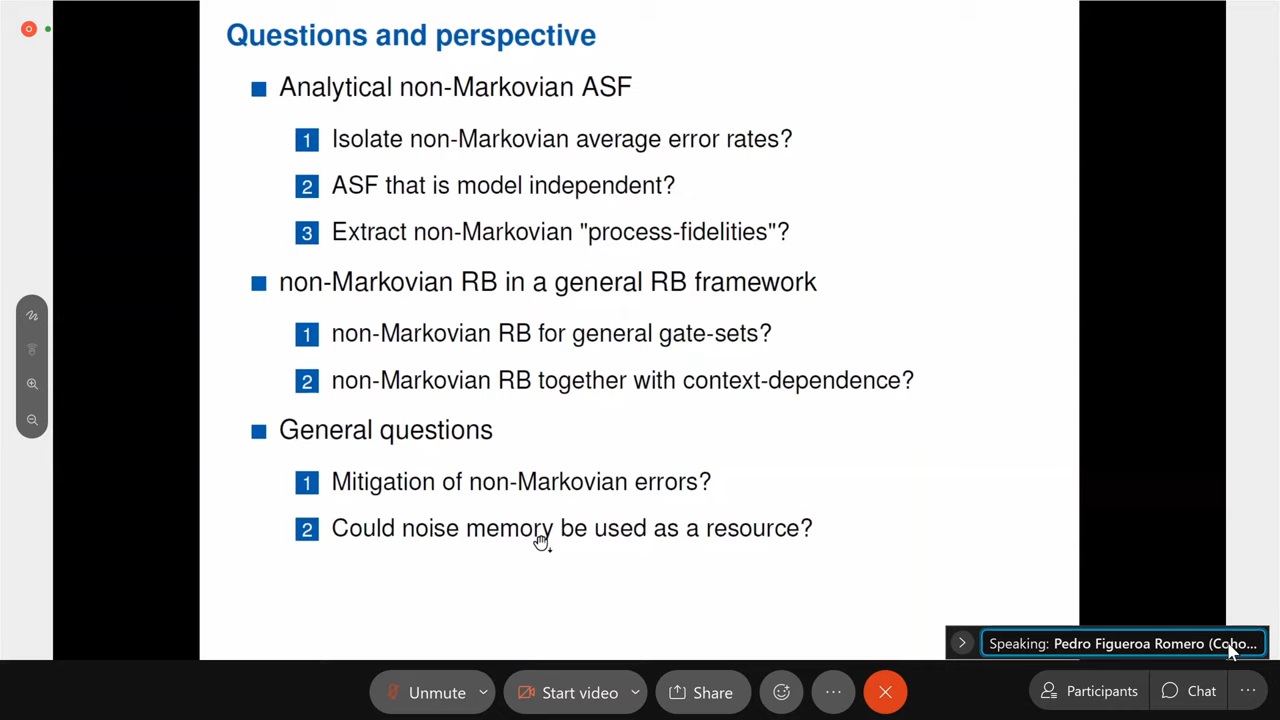 Questions and perspective
Analytical non-Markovian ASF
1 Isolate non-Markovian average error rates?
2 ASF that is model independent?
3 Extract non-Markovian "process-fidelities"?
non-Markovian RB in a general RB framework
1 non-Markovian RB for general gate-sets?
2 non-Markovian RB together with context-dependence?
General questions
1 Mitigation of non-Markovian errors?
2 Could noise memory be used as a resource?
Speaking: Pedro Figueroa Romero (Coho...
Unmute Start video Share Participants Chat